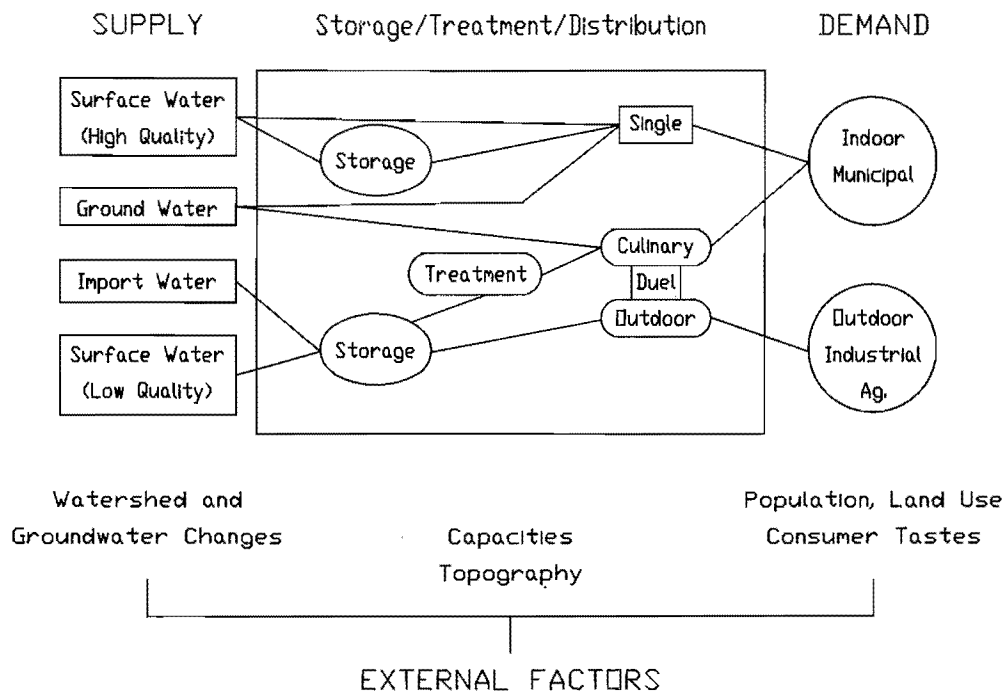 SUPPLY
Storage/Treatment/Distribution
DEMAND
Surface Water
(High Quality)
Ground Water
Import Water
Surface Water
(Low Quality)
Storage
Single
Treatment
Culinary
Duel
Outdoor
Storage
Indoor
Municipal
Outdoor
Industrial
Ag.
Watershed and
Groundwater Changes
Capacities
Topography
Population, Land Use
Consumer Tastes
EXTERNAL FACTORS